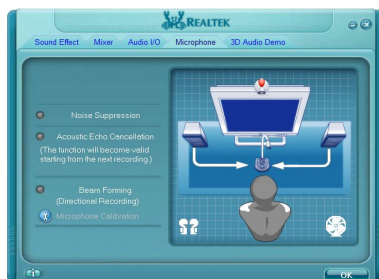 REALTEK
Sound Effect Mixer Audio I/O Microphone 3D Audio Demo
Noise Suppression
Acoustic Echo Cancellation
(The function will become valid
starting from the next recording.)
Beam Forming
(Directional Recording)
Microphone Calibration
OK